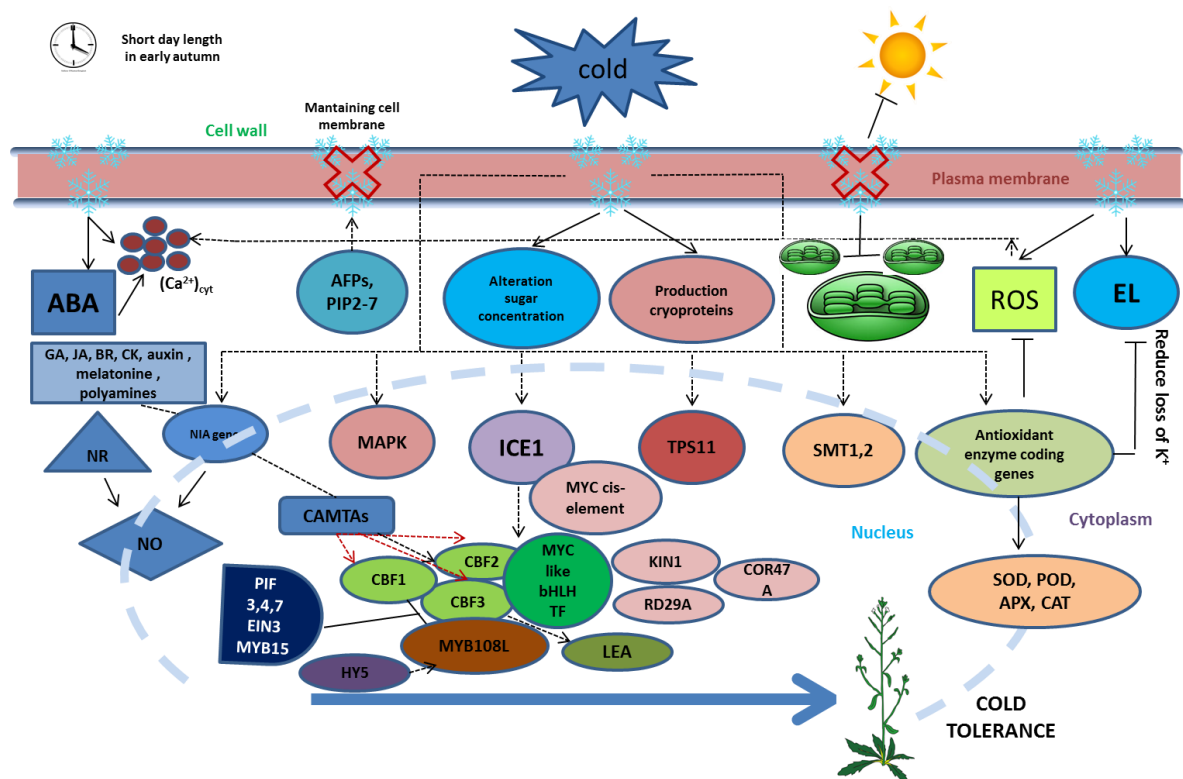 Short day length
in early autumn
cold
Mantaining cell
membrane
Cell wall
Plasma membrane
ABA
(Ca²⁺)cyt
AFPs,
PIP2-7
Alteration
sugar
concentration
Production
cryoproteins
ROS
EL
Reduce loss of K⁺
GA, JA, BR, CK, auxin ,
melatonine ,
polyamines
NIA gene
NR
NO
MAPK
ICE1
TPS11
SMT1,2
Antioxidant
enzyme coding
genes
MYC cis-
element
CAMTAs
Nucleus
Cytoplasm
CBF1
CBF2
CBF3
MYC
like
bHLH
TF
KIN1
RD29A
COR47
A
PIF
3,4,7
EIN3
MYB15
MYB108L
LEA
HY5
SOD, POD,
APX, CAT
COLD
TOLERANCE